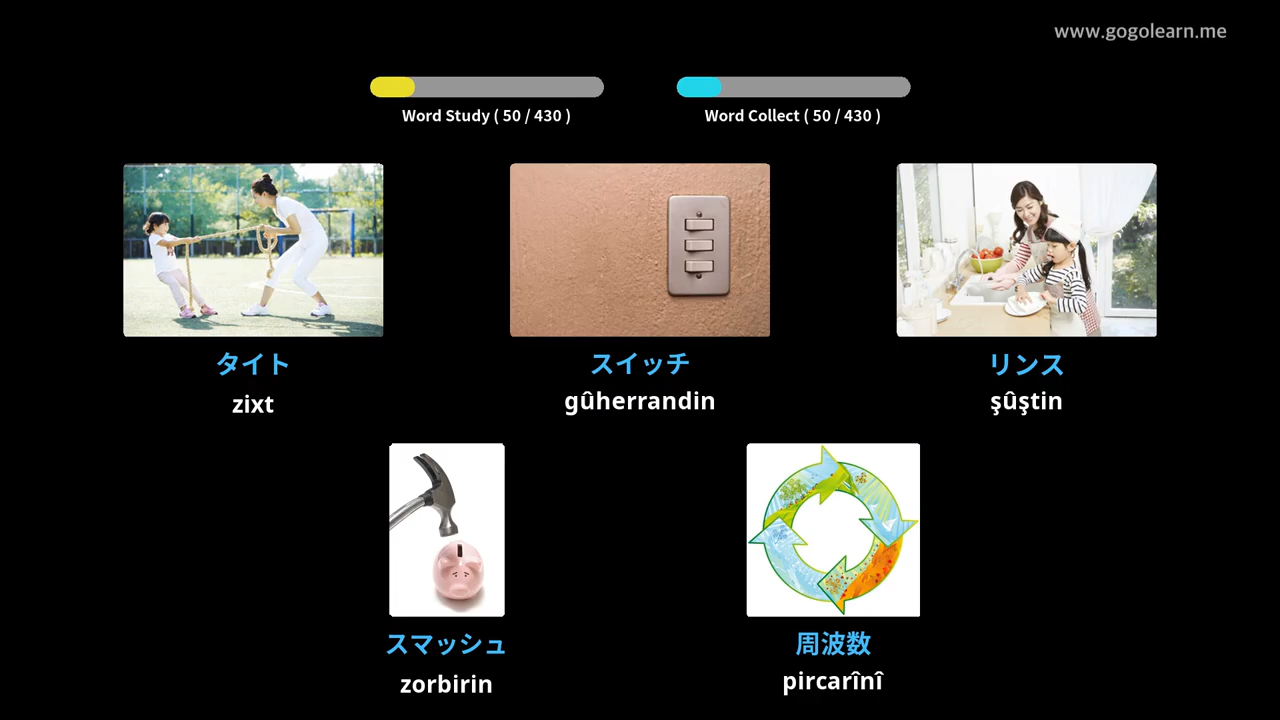 www.gogolearn.me
Word Study ( 50 / 430 )
Word Collect ( 50 / 430 )
タイト
zixt
スイッチ
gûherrandin
リンス
şûştin
スマッシュ
zorbirin
周波数
pircarînî